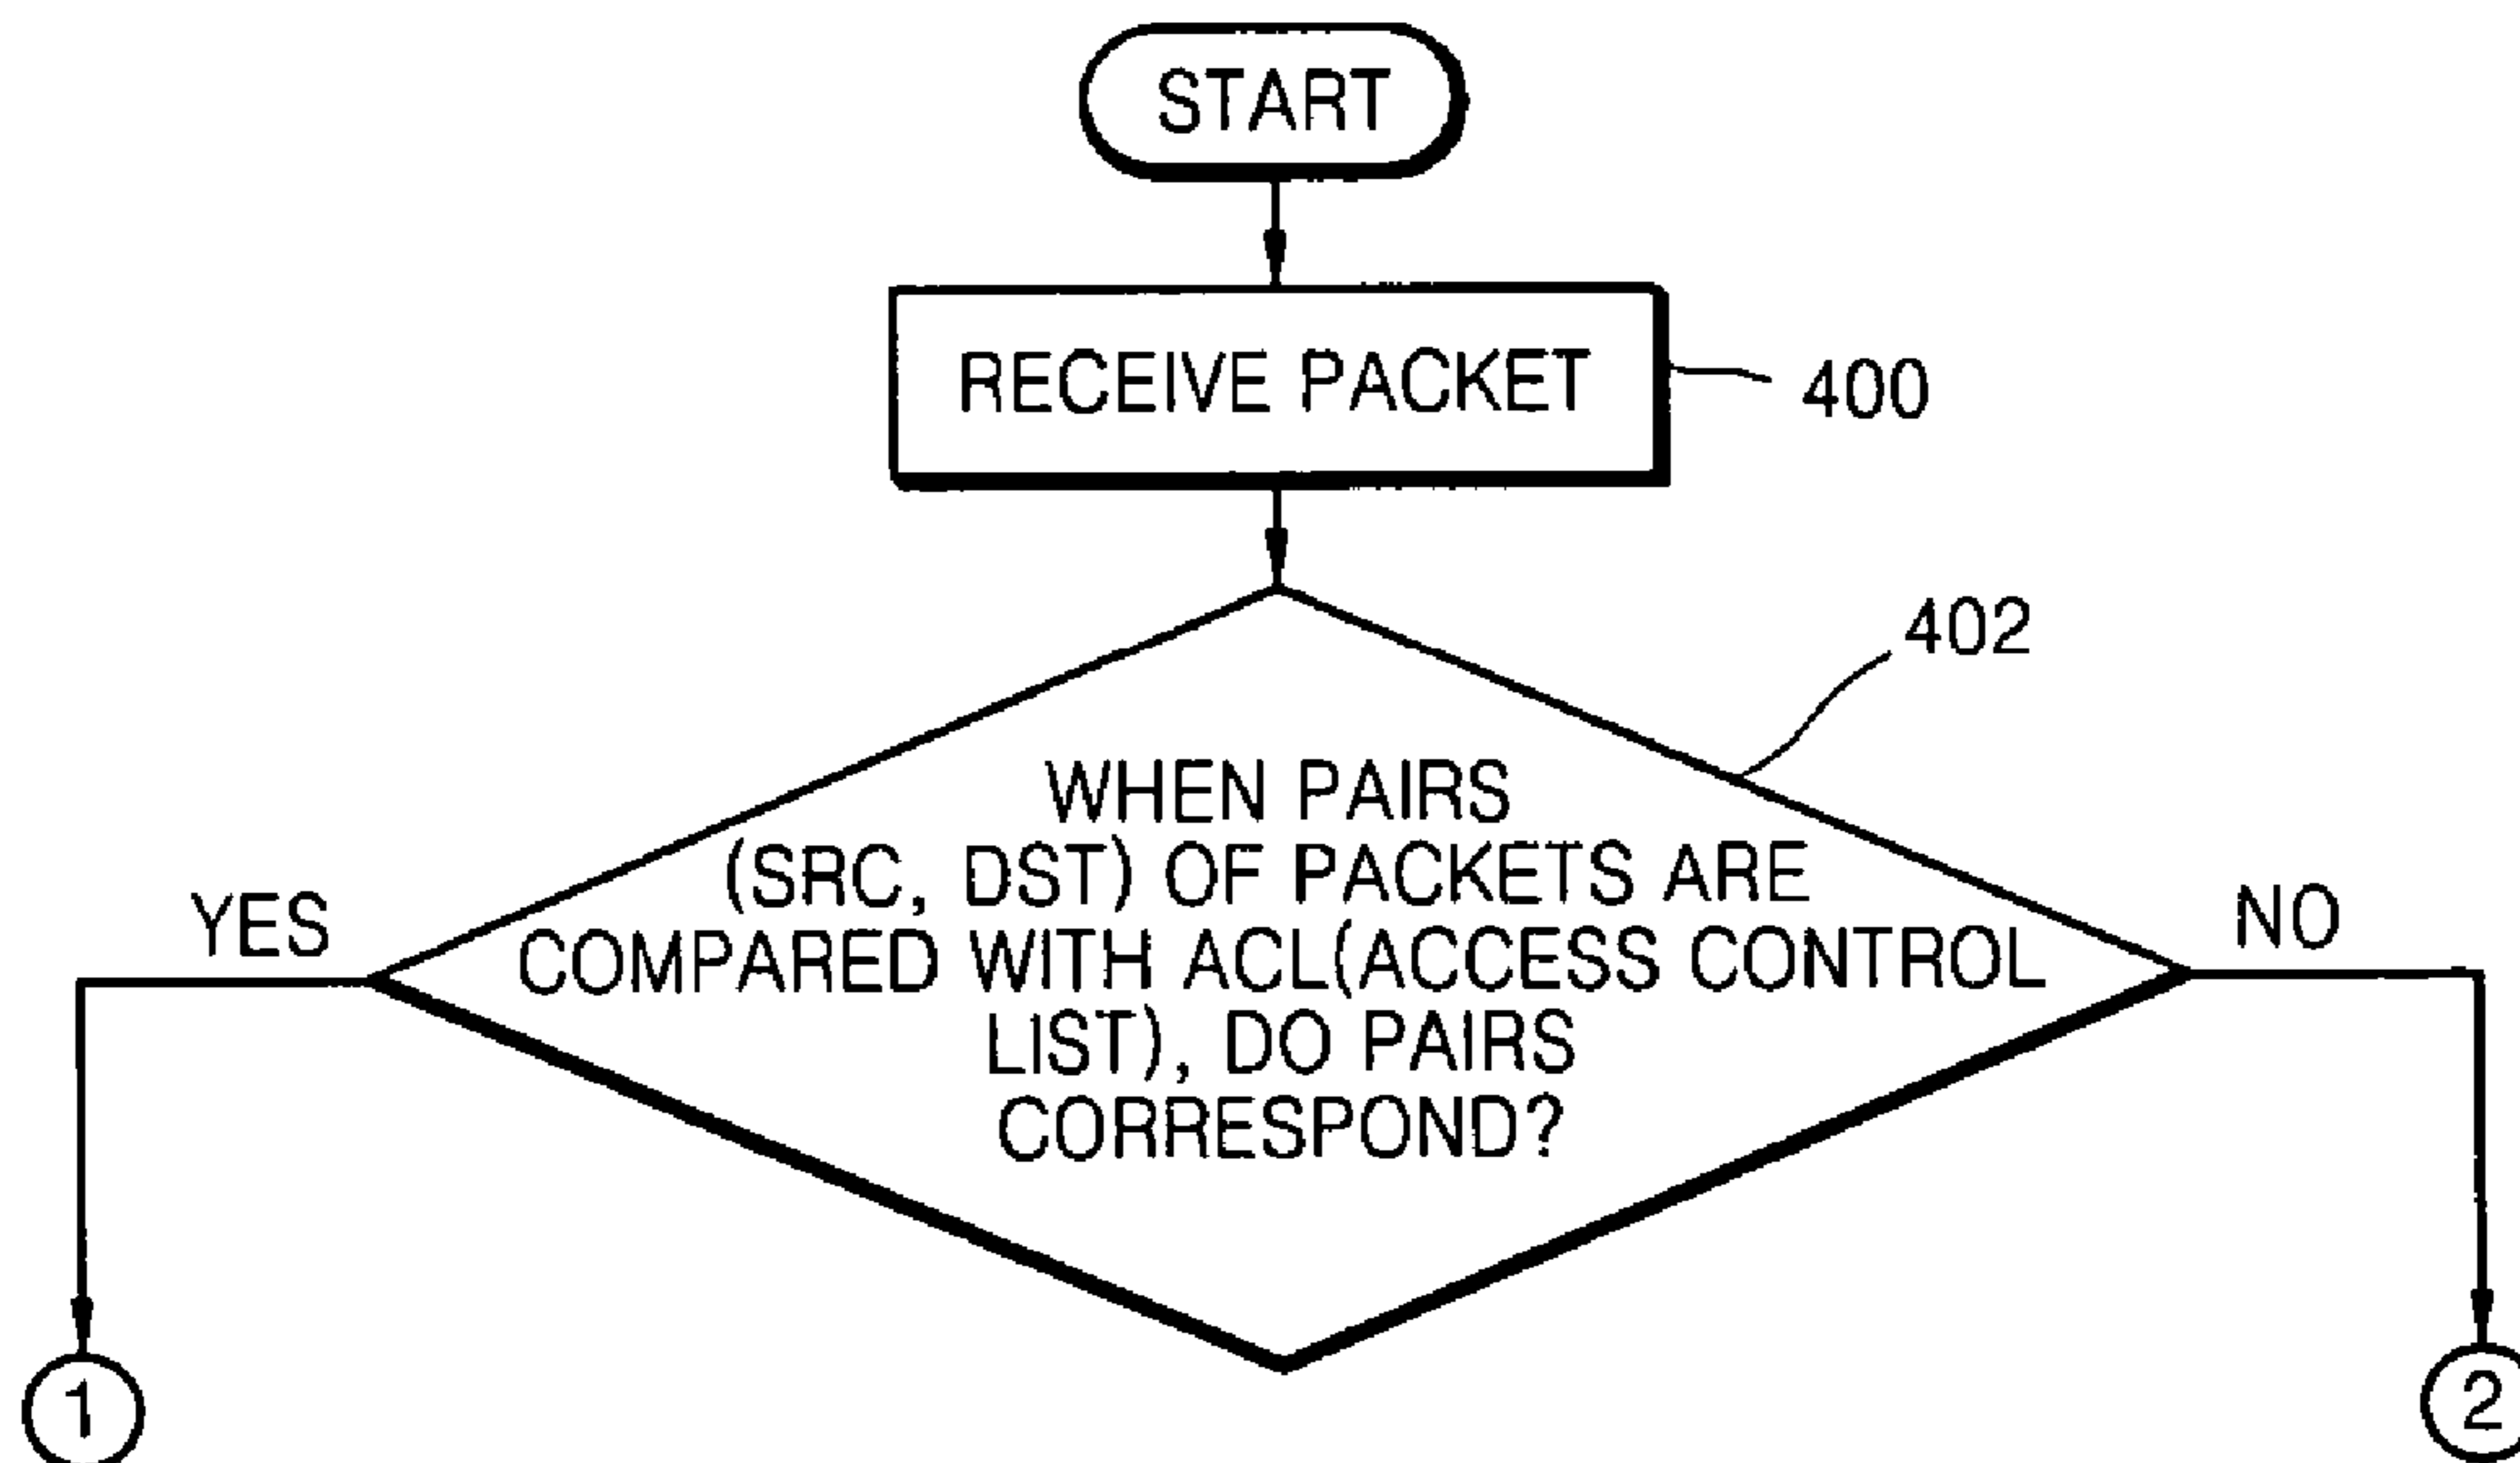 START
RECEIVE PACKET
400
402
WHEN PAIRS
(SRC, DST) OF PACKETS ARE
COMPARED WITH ACL(ACCESS CONTROL
LIST), DO PAIRS
CORRESPOND?
YES
NO
1
2